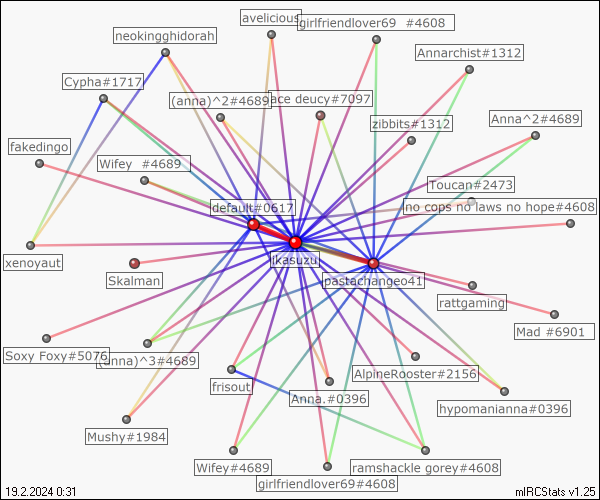 avelicious
girlfriendlover69 #4608
neokingghidorah
Annarchist#1312
Cypha#1717
(anna)^2#4689
ace deucy#7097
zibbits#1312
Anna^2#4689
fakedingo
Wifey #4689
Toucan#2473
default#0617
no cops no laws no hope#4608
xenoyaut
ikasuzu
Skalman
pastachangeo41
rattgaming
Mad #6901
Soxy Foxy#5076
(anna)^3#4689
AlpineRooster#2156
frisout
Anna.#0396
hypomanianna#0396
Mushy#1984
Wifey#4689
ramshackle gorey#4608
girlfriendlover69#4608
19.2.2024 0:31
mIRCStats v1.25